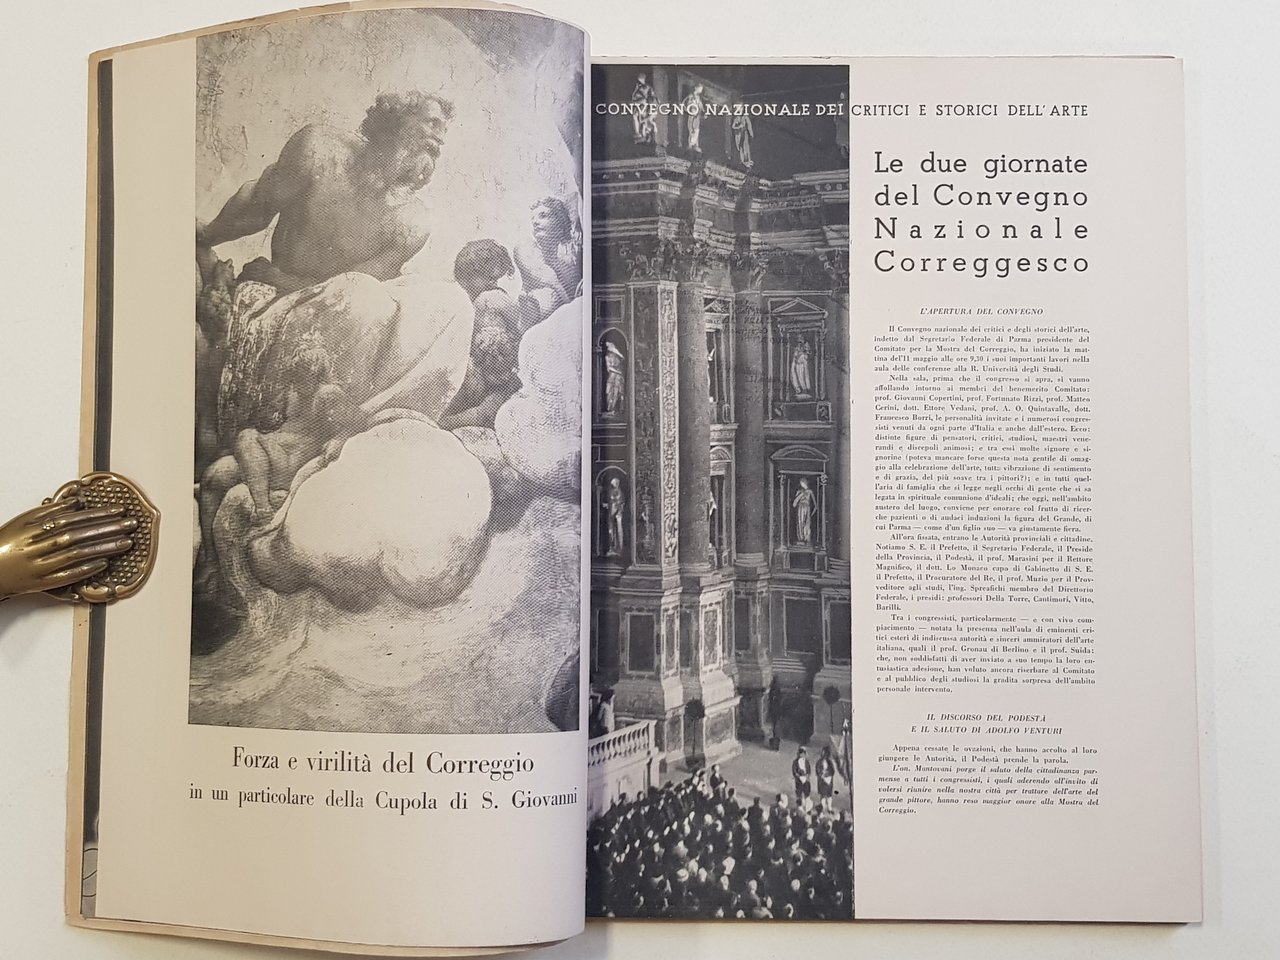 Forza e virilità del Correggio
in un particolare della Cupola di S. Giovanni
CONVEGNO NAZIONALE DEI CRITICI E STORICI DELL' ARTE
Le due giornate
del Convegno
Nazionale
Correggesco
L'APERTURA DEL CONVEGNO
Il Convegno nazionale dei critici e degli storici dell'arte,
indetto dal Segretario Federale di Parma presidente del
Comitato per la Mostra del Correggio, ha iniziato la mat-
tina dell'11 maggio alle ore 9,30 i suoi importanti lavori nella
aula delle conferenze alla R. Università degli Studi.
Nella sala, prima che il congresso si apra, si vanno
affollando intorno ai membri del benemerito Comitato:
prof. Giovanni Copertini, prof. Fortunato Rizzi, prof. Matteo
Cerini, dott. Ettore Vedani, prof. A. O. Quintavalle, dott.
Francesco Borri, le personalità invitate e i numerosi congres-
sisti venuti da ogni parte d'Italia e anche dall'estero. Ecco:
distinte figure di pensatori, critici, studiosi, maestri vene-
randi e discepoli animosi; e tra essi molte signore e si-
gnorine (poteva mancare forse questa nota gentile di omag-
gio alla celebrazione dell'arte, tutta vibrazione di sentimento
e di grazia, del più soave tra i pittori?); e in tutti quel-
l'aria di famiglia che si legge negli occhi di gente che si sa
legata in spirituale comunione d'ideali; che oggi, nell'ambito
austero del luogo, conviene per onorare col frutto di ricer-
che pazienti o di audaci induzioni la figura del Grande, di
cui Parma — come d'un figlio suo — va giustamente fiera.
All'ora fissata, entrano le Autorità provinciali e cittadine.
Notiamo S. E. il Prefetto, il Segretario Federale, il Preside
della Provincia, il Podestà, il prof. Marasini per il Rettore
Magnifico, il dott. Lo Monaco capo di Gabinetto di S. E.
il Prefetto, il Procuratore del Re, il prof. Muzio per il Prov-
veditore agli studi, l'ing. Spreafichi membro del Direttorio
Federale, i presidi: professori Della Torre, Cantimori, Vitto,
Barilli.
Tra i congressisti, particolarmente — e con vivo com-
piacimento — notata la presenza nell'aula di eminenti cri-
tici esteri di indiscussa autorità e sinceri ammiratori dell'arte
italiana, quali il prof. Gronau di Berlino e il prof. Suida:
che, non soddisfatti di aver inviato a suo tempo la loro en-
tusiastica adesione, han voluto ancora riserbare al Comitato
e al pubblico degli studiosi la gradita sorpresa dell'ambito
personale intervento.
IL DISCORSO DEL PODESTÀ
E IL SALUTO DI ADOLFO VENTURI
Appena cessate le ovazioni, che hanno accolto al loro
giungere le Autorità, il Podestà prende la parola.
L'on. Mantovani porge il saluto della cittadinanza par-
mense a tutti i congressisti, i quali aderendo all'invito di
volersi riunire nella nostra città per trattare dell'arte del
grande pittore, hanno reso maggior onore alla Mostra del
Correggio.